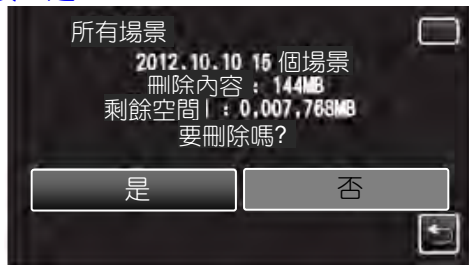 所有場景
2012.10.10 15 個場景
刪除內容 : 144MB
剩餘空間 | : 0,007,768MB
要刪除嗎?
是
否